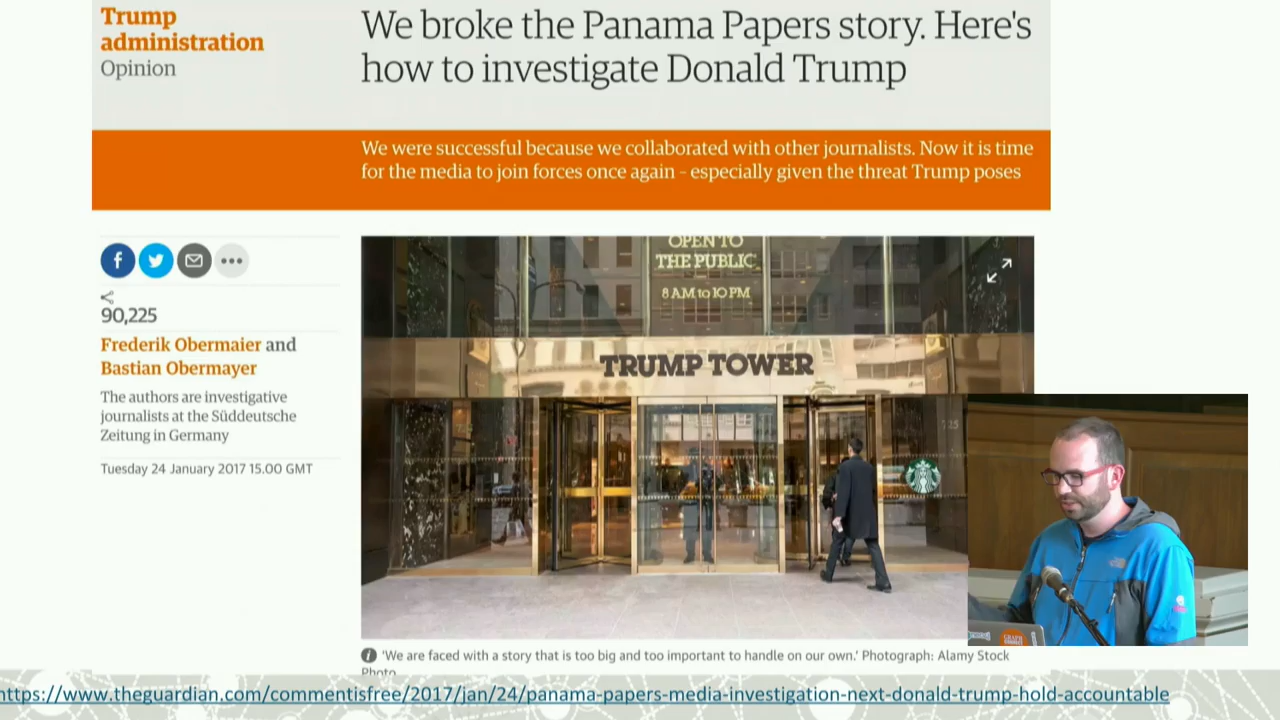 Trump
administration
Opinion
We broke the Panama Papers story. Here's
how to investigate Donald Trump
We were successful because we collaborated with other journalists. Now it is time
for the media to join forces once again – especially given the threat Trump poses
90,225
Frederik Obermaier and
Bastian Obermayer
The authors are investigative
journalists at the Süddeutsche
Zeitung in Germany
Tuesday 24 January 2017 15.00 GMT
OPEN TO
THE PUBLIC
8 AM to 10 PM
TRUMP TOWER
725
'We are faced with a story that is too big and too important to handle on our own.' Photograph: Alamy Stock
Photo
https://www.theguardian.com/commentisfree/2017/jan/24/panama-papers-media-investigation-next-donald-trump-hold-accountable